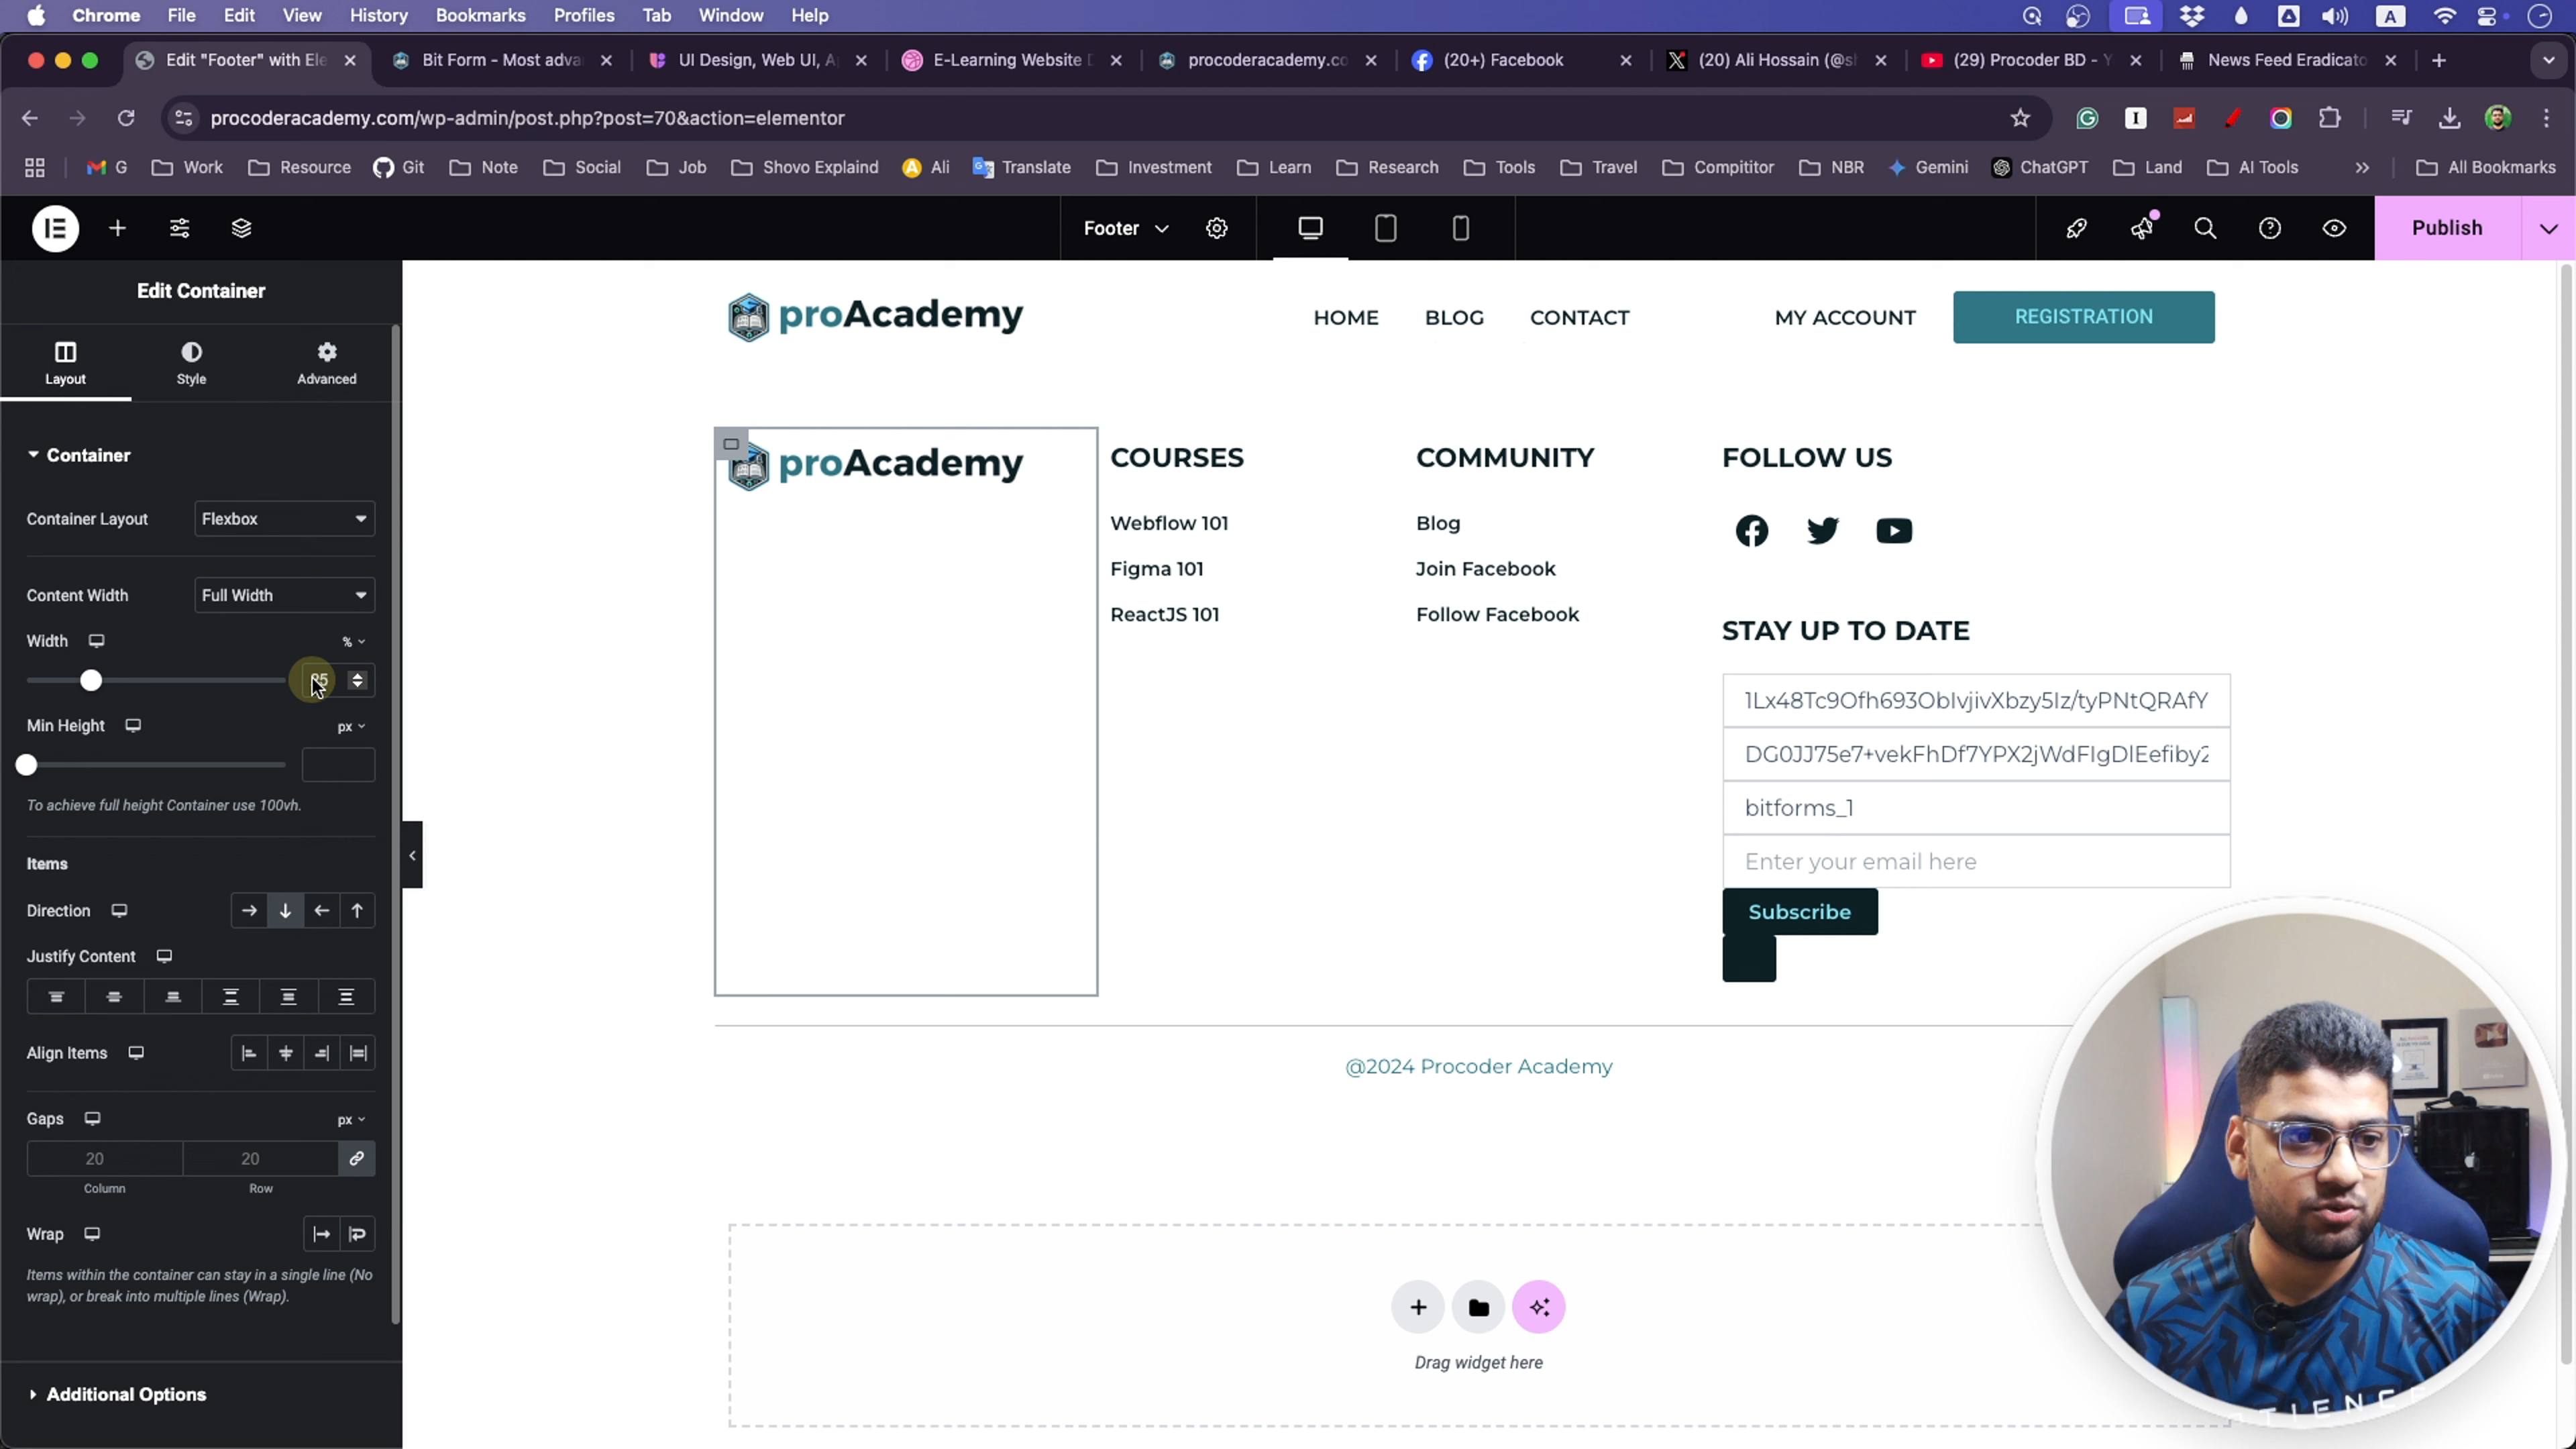 Chrome File Edit View History Bookmarks Profiles Tab Window Help A
Edit "Footer" with Ele Bit Form - Most adva UI Design, Web UI, A E-Learning Website D procoderacademy.co (20+) Facebook (20) Ali Hossain (@sh (29) Procoder BD - Y News Feed Eradicato
procoderacademy.com/wp-admin/post.php?post=70&action=elementor
G Work Resource Git Note Social Job Shovo Explaind Ali Translate Investment Learn Research Tools Travel Compititor NBR Gemini ChatGPT Land AI Tools » All Bookmarks
Footer Publish
Edit Container
Layout Style Advanced
Container
Container Layout Flexbox
Content Width Full Width
Width %
25
Min Height px
To achieve full height Container use 100vh.
Items
Direction
Justify Content
Align Items
Gaps px
20 20
Column Row
Wrap
Items within the container can stay in a single line (No
wrap), or break into multiple lines (Wrap).
Additional Options
proAcademy HOME BLOG CONTACT MY ACCOUNT REGISTRATION
proAcademy
COURSES
Webflow 101
Figma 101
ReactJS 101
COMMUNITY
Blog
Join Facebook
Follow Facebook
FOLLOW US
STAY UP TO DATE
1Lx48Tc9Ofh693ObIvjivXbzy5Iz/tyPNtQRAfY
DG0JJ75e7+vekFhDf7YPX2jWdFIgDlEefiby2
bitforms_1
Enter your email here
Subscribe
@2024 Procoder Academy
Drag widget here